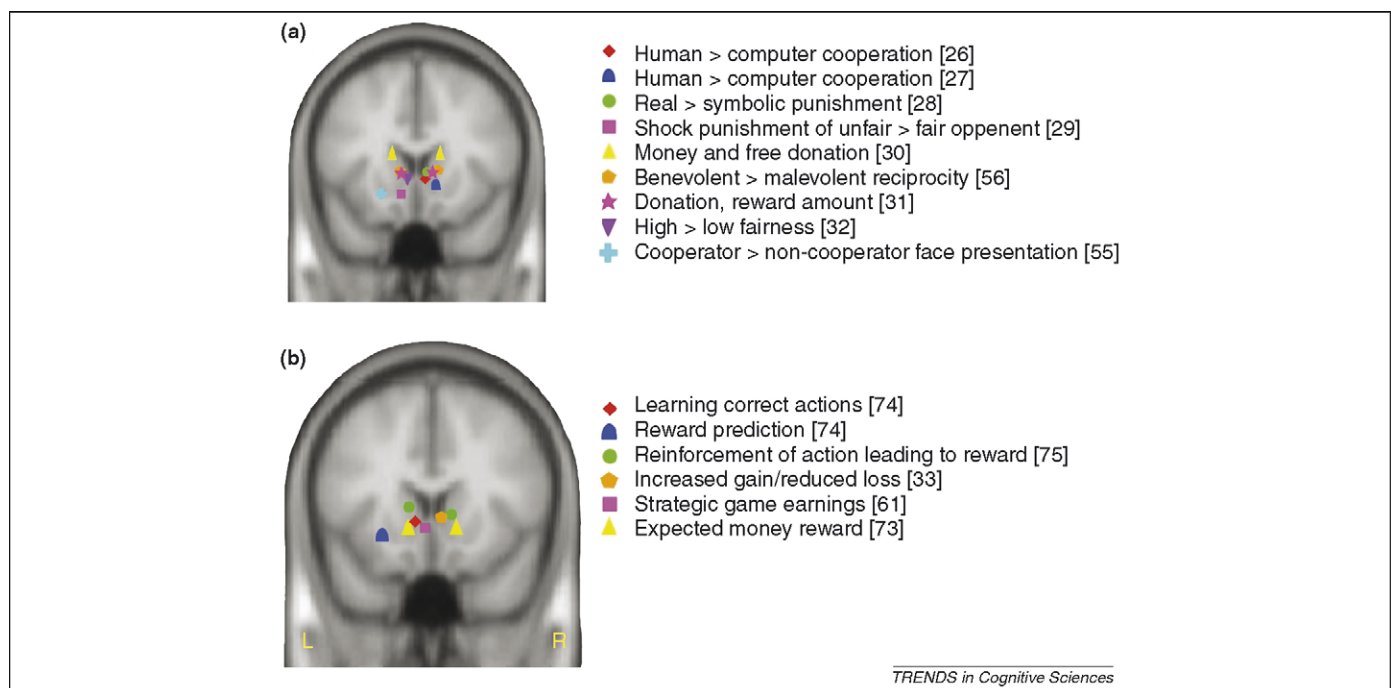 (a)
Human > computer cooperation [26]
Human > computer cooperation [27]
Real > symbolic punishment [28]
Shock punishment of unfair > fair oppenent [29]
Money and free donation [30]
Benevolent > malevolent reciprocity [56]
Donation, reward amount [31]
High > low fairness [32]
Cooperator > non-cooperator face presentation [55]
(b)
Learning correct actions [74]
Reward prediction [74]
Reinforcement of action leading to reward [75]
Increased gain/reduced loss [33]
Strategic game earnings [61]
Expected money reward [73]
L R
TRENDS in Cognitive Sciences